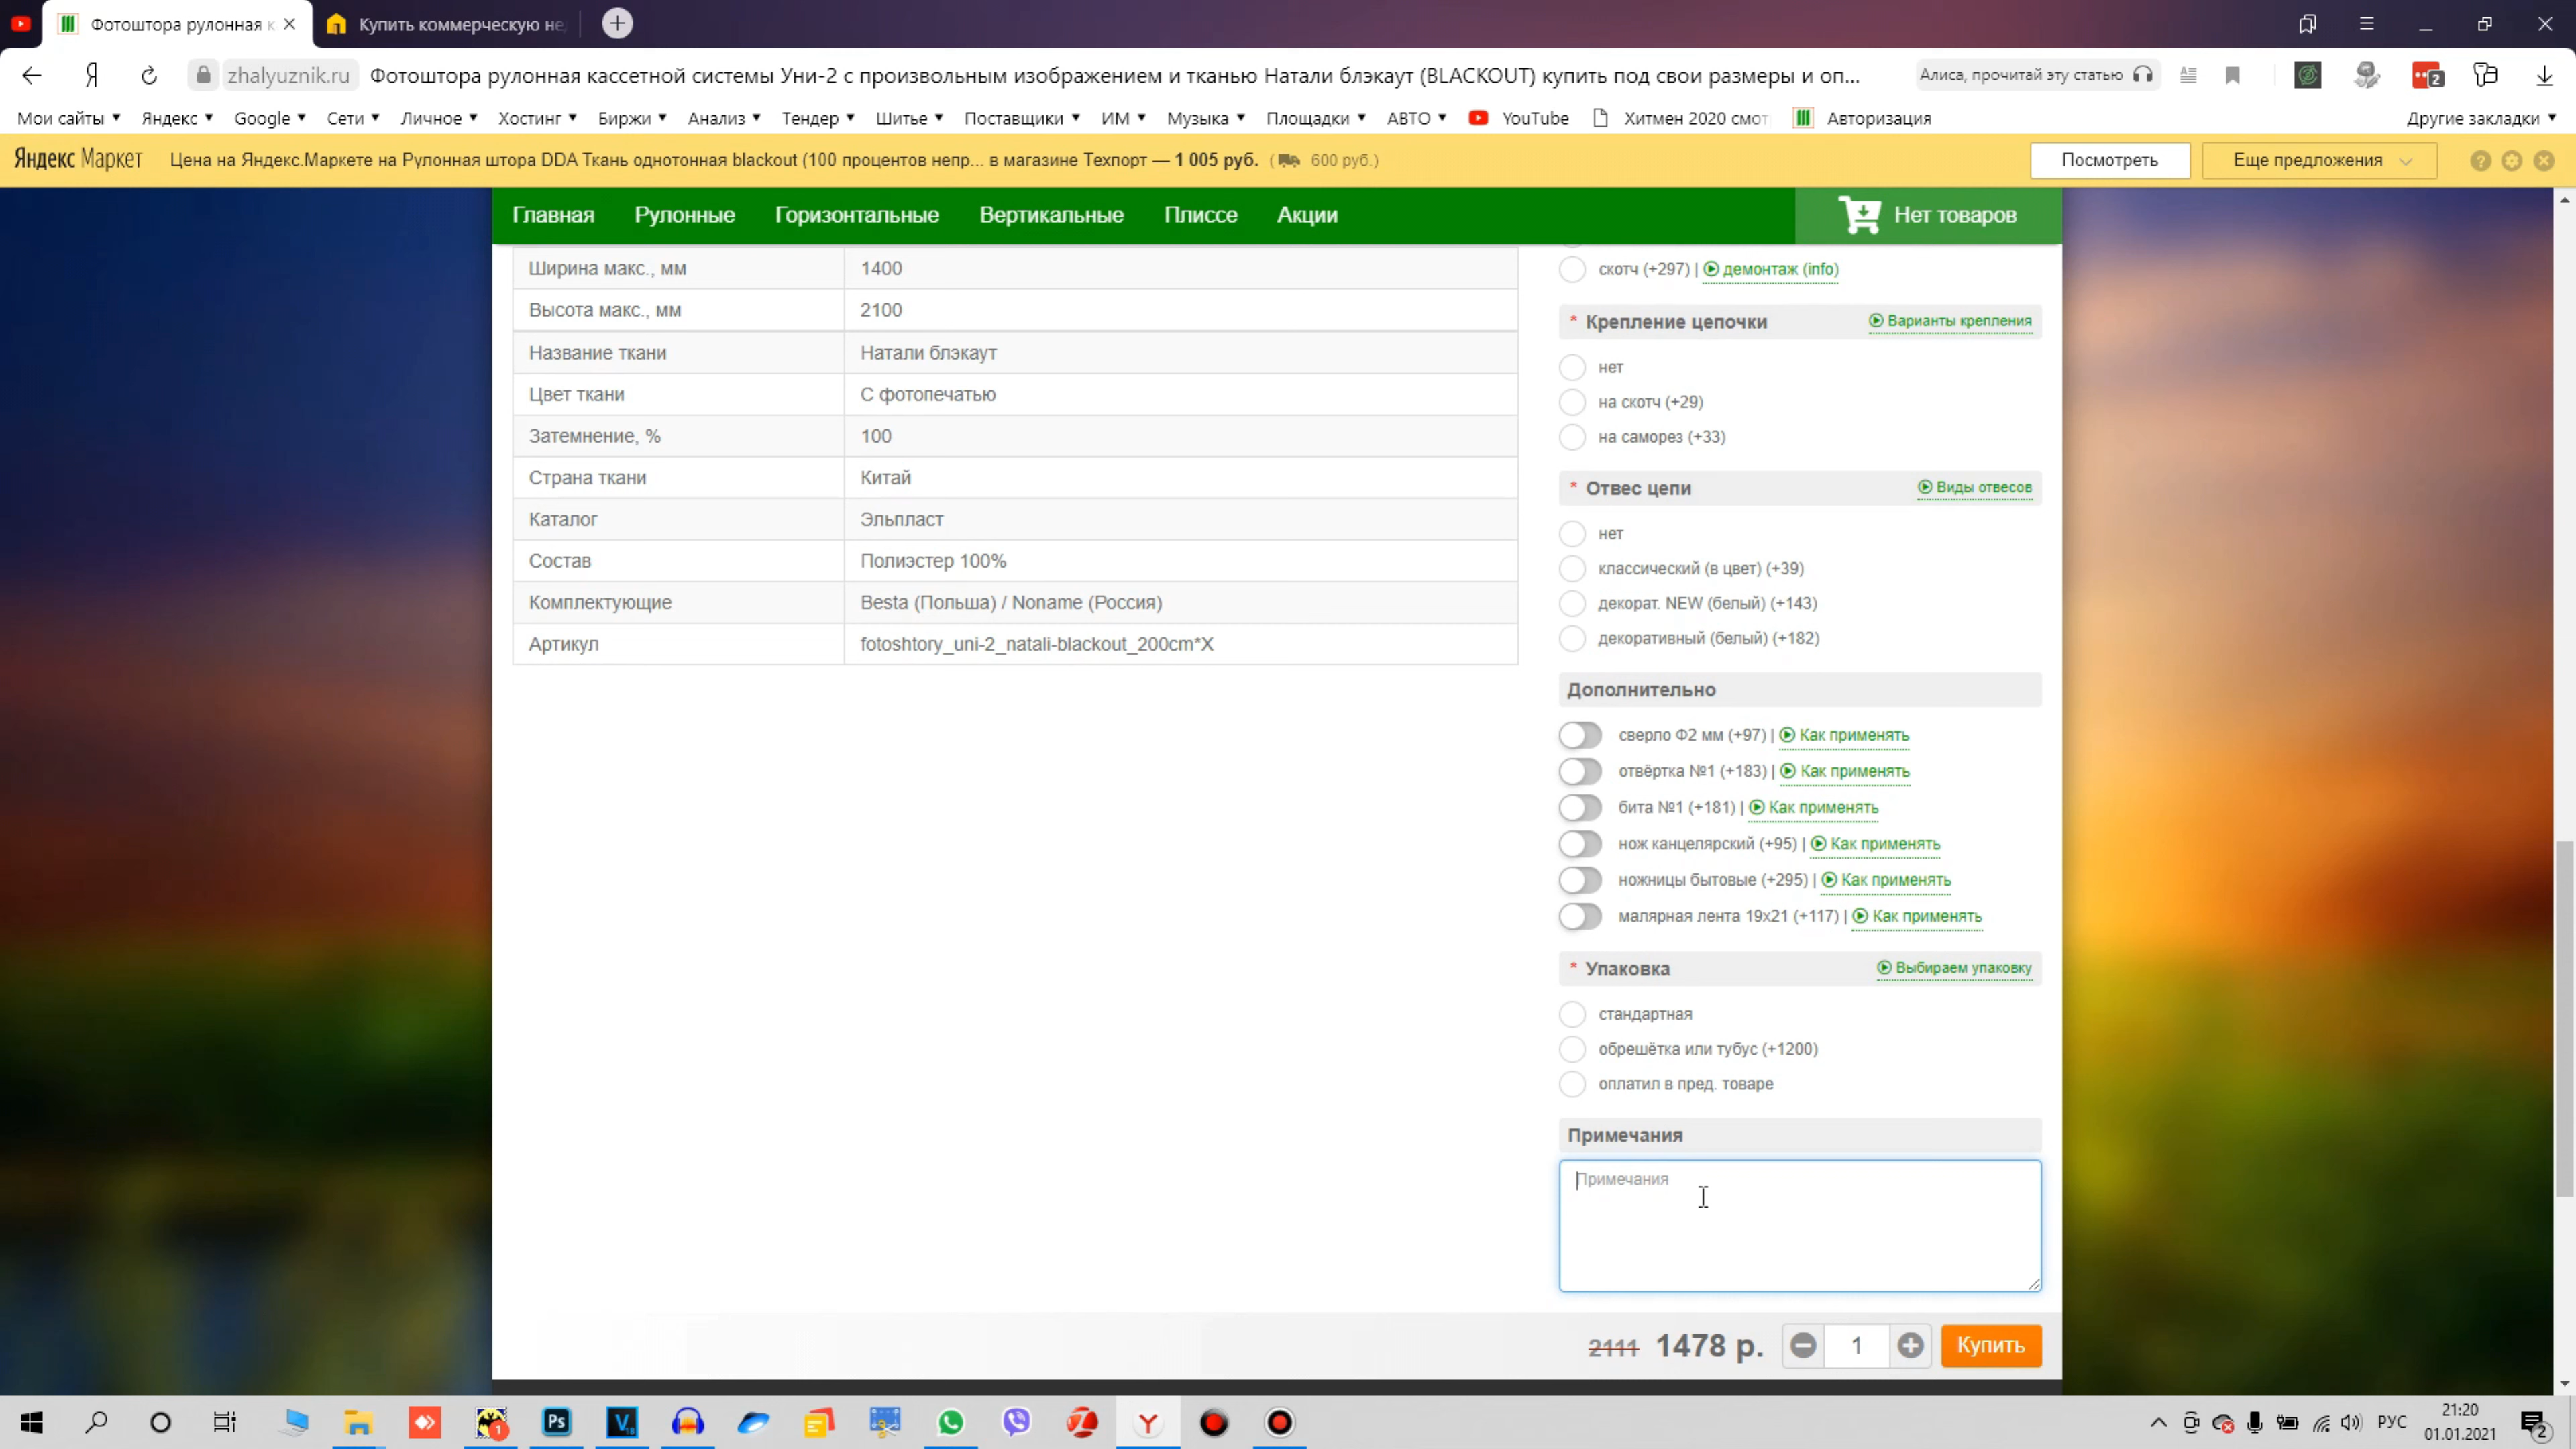 Фотоштора рулонная к
Купить коммерческую не
zhalyuznik.ru
Фотоштора рулонная кассетной системы Уни-2 с произвольным изображением и тканью Натали блэкаут (BLACKOUT) купить под свои размеры и оп...
Алиса, прочитай эту статью
2
Мои сайты
Яндекс
Google
Сети
Личное
Хостинг
Биржи
Анализ
Тендер
Шитье
Поставщики
ИМ
Музыка
Площадки
АВТО
YouTube
Хитмен 2020 смот
Авторизация
Другие закладки
Яндекс Маркет
Цена на Яндекс.Маркете на Рулонная штора DDA Ткань однотонная blackout (100 процентов непр... в магазине Техпорт — 1 005 руб. ( 600 руб.)
Посмотреть
Еще предложения
Главная
Рулонные
Горизонтальные
Вертикальные
Плиссе
Акции
Нет товаров
Ширина макс., мм 1400
Высота макс., мм 2100
Название ткани Натали блэкаут
Цвет ткани С фотопечатью
Затемнение, % 100
Страна ткани Китай
Каталог Эльпласт
Состав Полиэстер 100%
Комплектующие Besta (Польша) / Noname (Россия)
Артикул fotoshtory_uni-2_natali-blackout_200cm*X
скотч (+297) | демонтаж (info)
* Крепление цепочки Варианты крепления
нет
на скотч (+29)
на саморез (+33)
* Отвес цепи Виды отвесов
нет
классический (в цвет) (+39)
декорат. NEW (белый) (+143)
декоративный (белый) (+182)
Дополнительно
сверло Ф2 мм (+97) | Как применять
отвёртка №1 (+183) | Как применять
бита №1 (+181) | Как применять
нож канцелярский (+95) | Как применять
ножницы бытовые (+295) | Как применять
малярная лента 19х21 (+117) | Как применять
* Упаковка Выбираем упаковку
стандартная
обрешётка или тубус (+1200)
оплатил в пред. товаре
Примечания
Примечания
2111 1478 р. 1 Купить
1
Ps
V
18
Y
РУС
21:20
01.01.2021
2